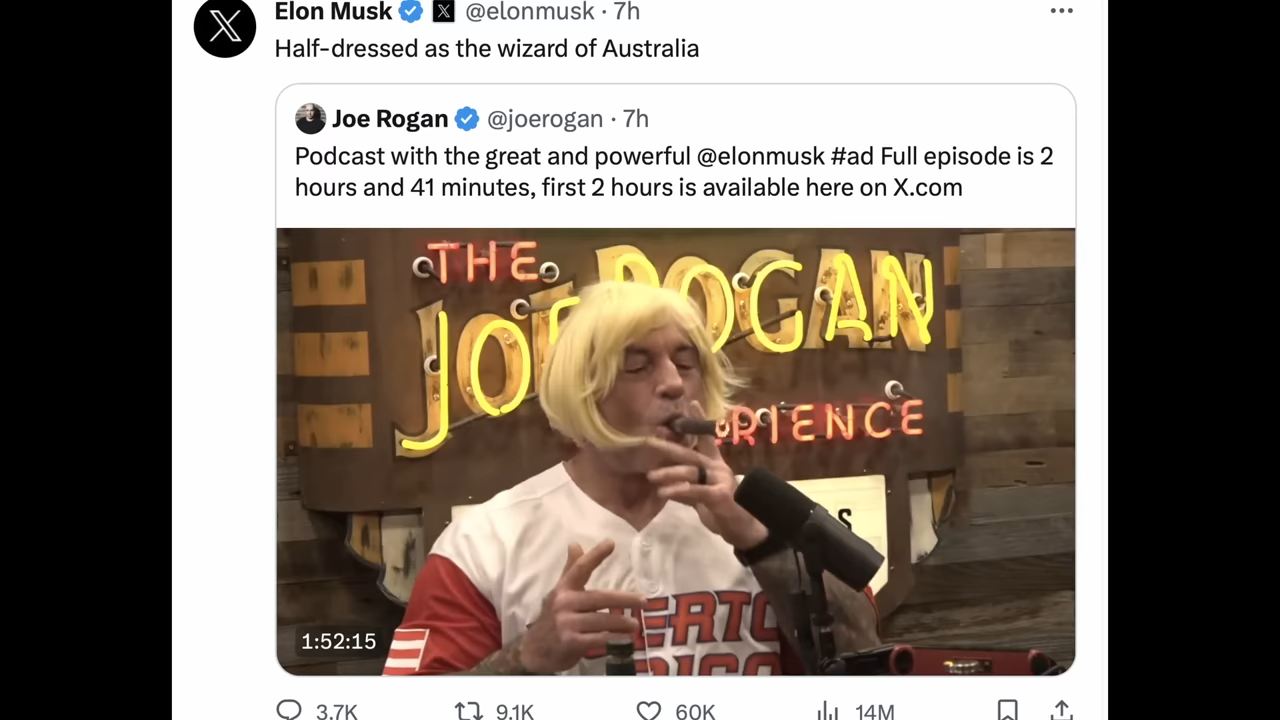 Elon Musk @elonmusk · 7h
Half-dressed as the wizard of Australia
Joe Rogan @joerogan · 7h
Podcast with the great and powerful @elonmusk #ad Full episode is 2
hours and 41 minutes, first 2 hours is available here on X.com
THE
JOE ROGAN
RIENCE
S
1:52:15
3.7K 9.1K 60K 14M